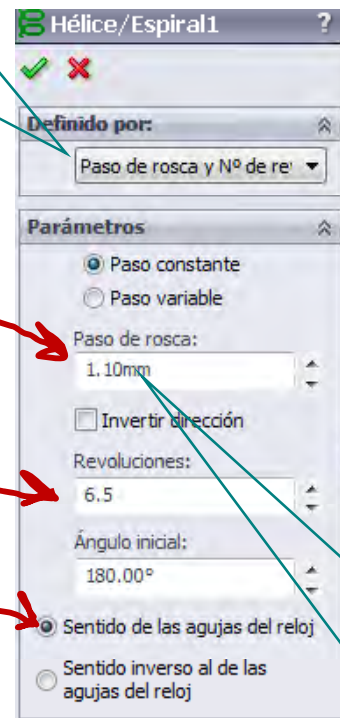 Hélice/Espiral1 ?
Definido por:
Paso de rosca y Nº de re
Parámetros
Paso constante
Paso variable
Paso de rosca:
1.10mm
Invertir dirección
Revoluciones:
6.5
Ángulo inicial:
180.00°
Sentido de las agujas del reloj
Sentido inverso al de las
agujas del reloj